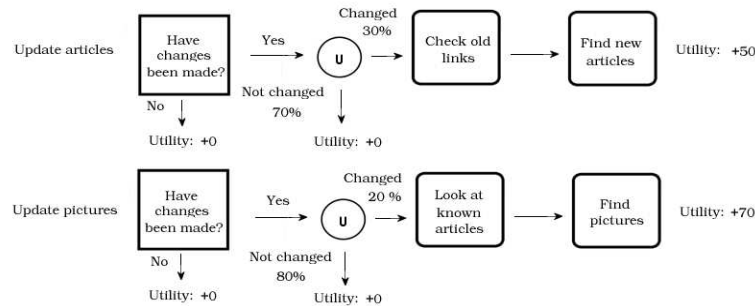 Update articles
Have
changes
been made?
Yes
No
Utility: +0
U
Changed
30%
Not changed
70%
Utility: +0
Check old
links
Find new
articles
Utility: +50
Update pictures
Have
changes
been made?
Yes
No
Utility: +0
U
Changed
20 %
Not changed
80%
Utility: +0
Look at
known
articles
Find
pictures
Utility: +70